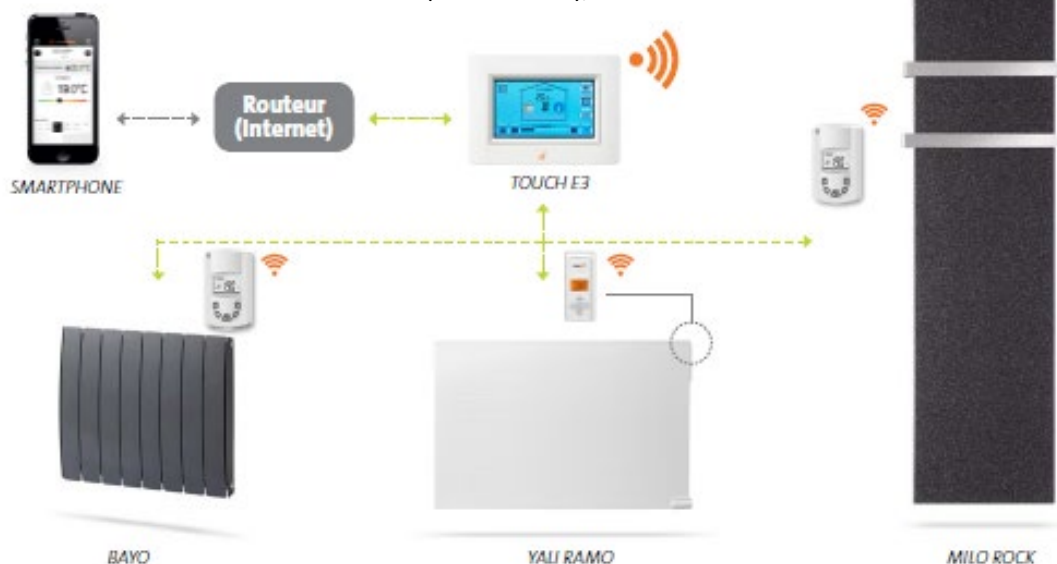 SMARTPHONE
Routeur
(Internet)
TOUCH E3
BAYO
YALI RAMO
MILO ROCK